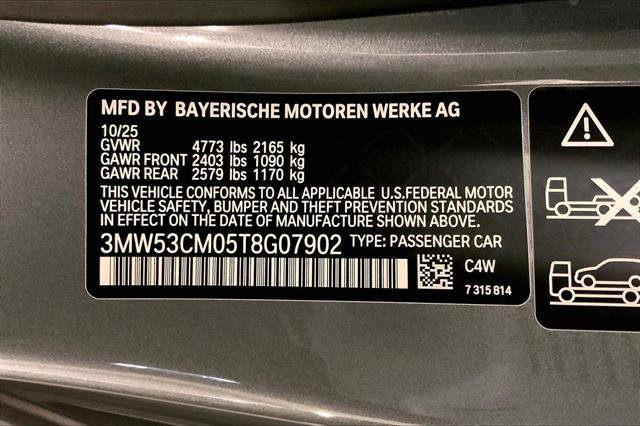 MFD BY BAYERISCHE MOTOREN WERKE AG
10/25
GVWR 4773 lbs 2165 kg
GAWR FRONT 2403 lbs 1090 kg
GAWR REAR 2579 lbs 1170 kg
THIS VEHICLE CONFORMS TO ALL APPLICABLE U.S.FEDERAL MOTOR
VEHICLE SAFETY, BUMPER AND THEFT PREVENTION STANDARDS
IN EFFECT ON THE DATE OF MANUFACTURE SHOWN ABOVE.
3MW53CM05T8G07902 TYPE: PASSENGER CAR
C4W
7 315 814